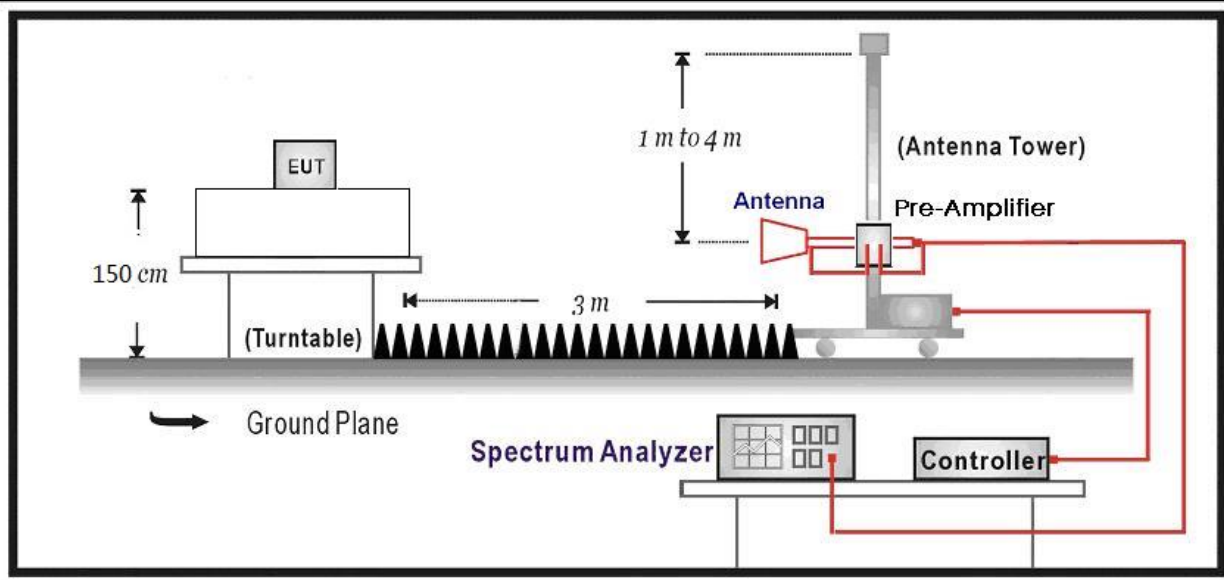 1 m to 4 m
(Antenna Tower)
EUT
Antenna
Pre-Amplifier
150 cm
3 m
(Turntable)
Ground Plane
Spectrum Analyzer
Controller